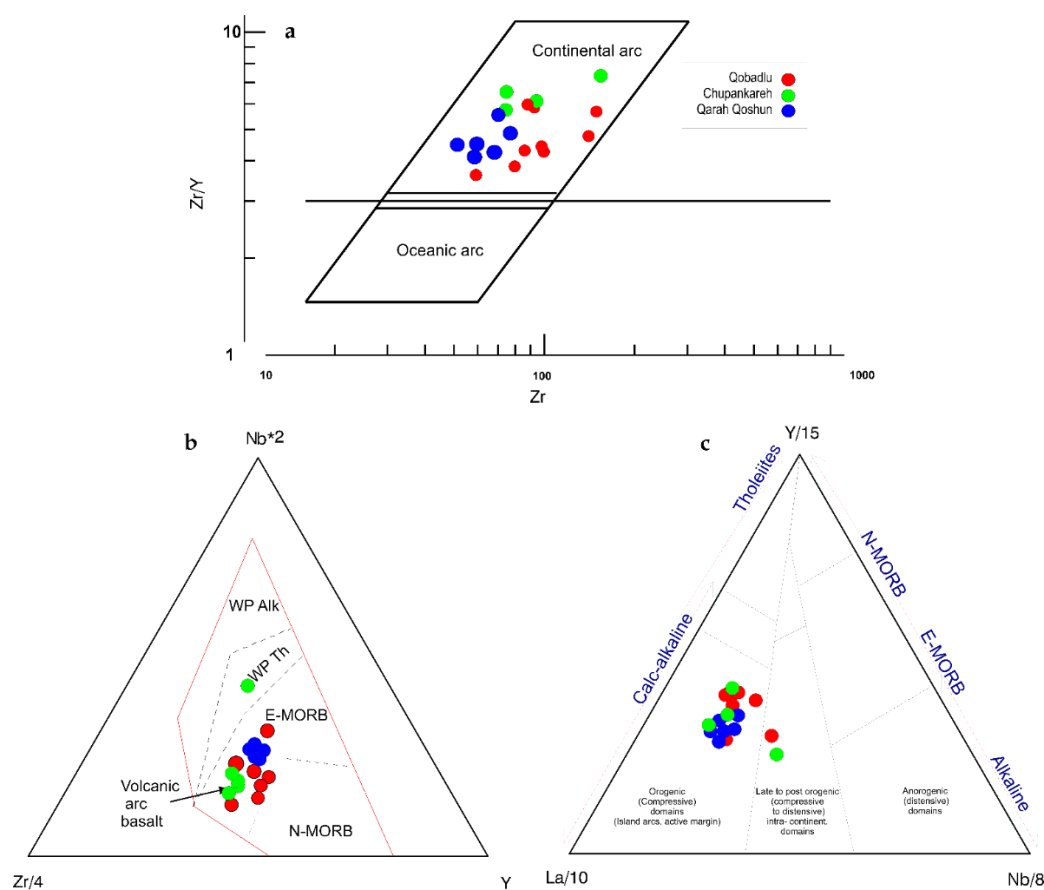 a
10
Zr/Y
1
Continental arc
Oceanic arc
Qobadlu
Chupankareh
Qarah Qoshun
10
100
1000
Zr
b
Nb*2
WP Alk
WP Th
E-MORB
Volcanic
arc
basalt
N-MORB
Zr/4
Y
c
Y/15
Tholeiites
Calc-alkaline
N-MORB
E-MORB
Alkaline
Orogenic
(Compressive)
domains
(Island arcs, active margin)
Late to post orogenic
(compressive
to distensive)
intra- continent.
domains
Anorogenic
(distensive)
domains
La/10
Nb/8